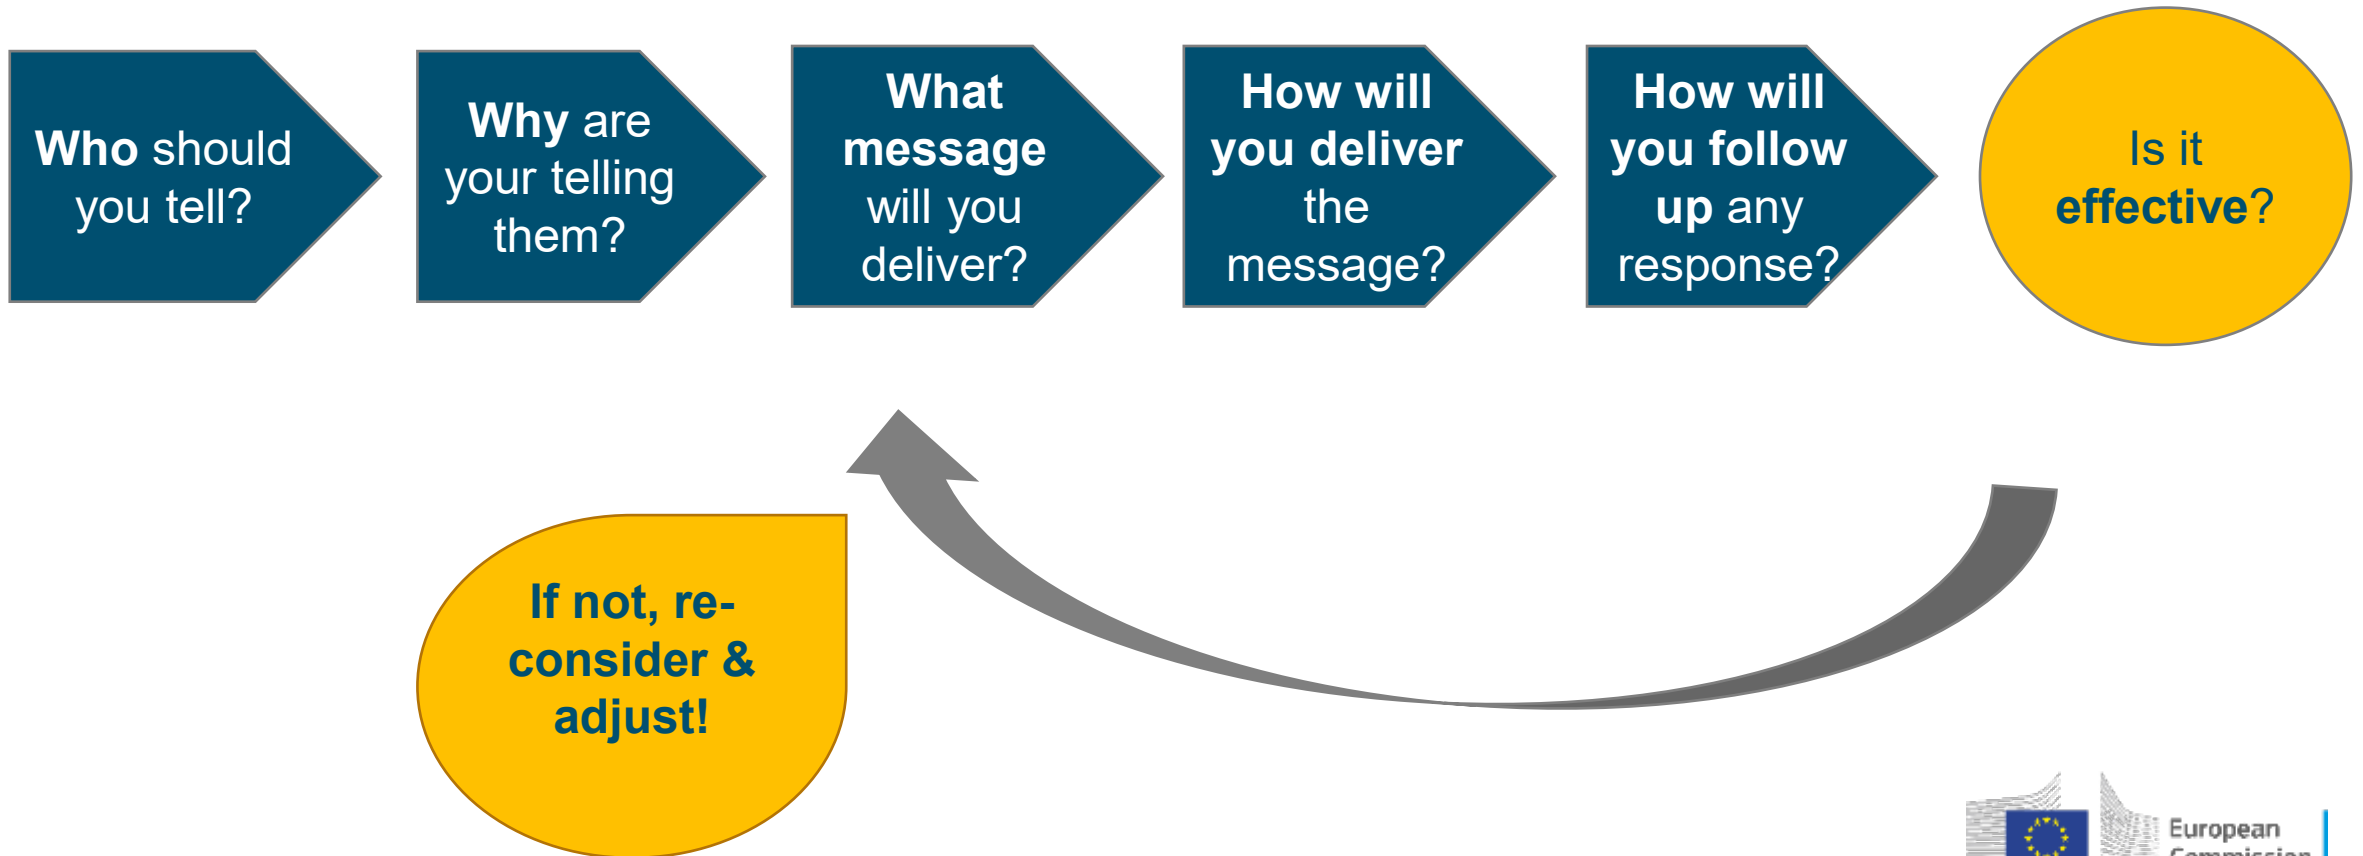 Who should
you tell?
Why are
your telling
them?
What
message
will you
deliver?
How will
you deliver
the
message?
How will
you follow
up any
response?
Is it
effective?
If not, re-
consider &
adjust!
European
Commission